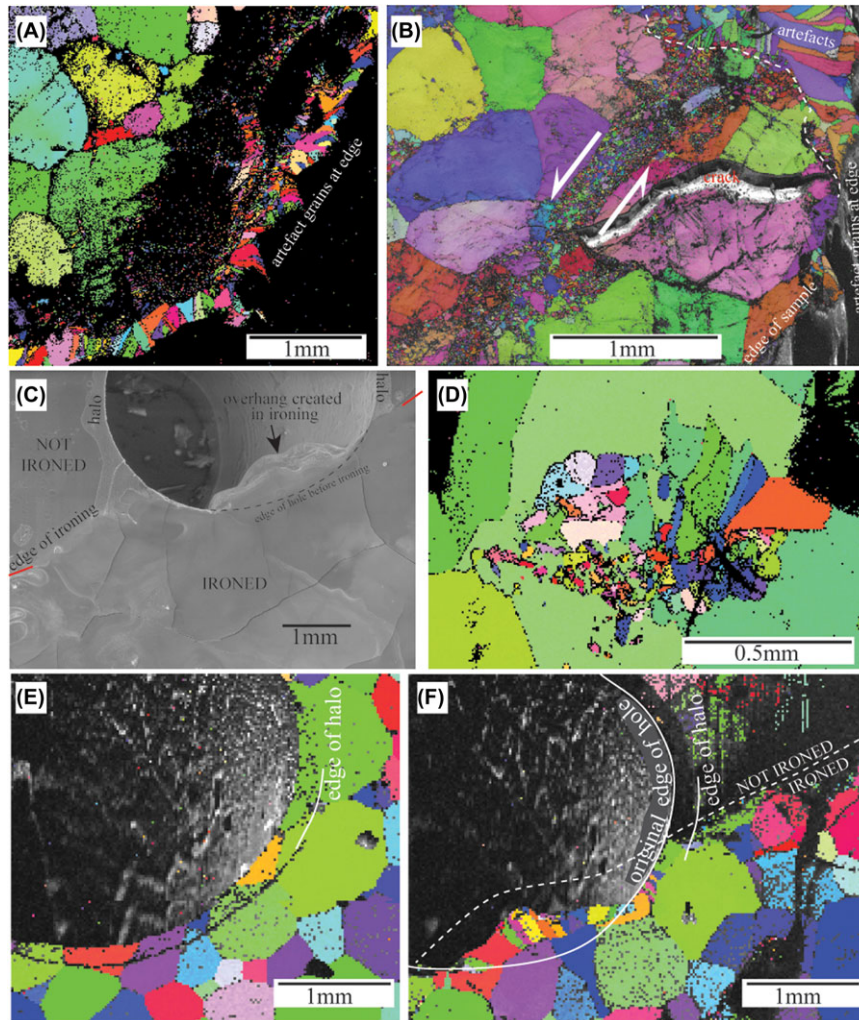 (A)
artefact grains at edge
1mm
(B)
artefacts
crack
artefact grains at edge
edge of sample
1mm
(C)
halo
halo
overhang created
in ironing
NOT
IRONED
edge of hole before ironing
edge of ironing
IRONED
1mm
(D)
0.5mm
(E)
edge of halo
1mm
(F)
original edge of hole
edge of halo
NOT IRONED
IRONED
1mm